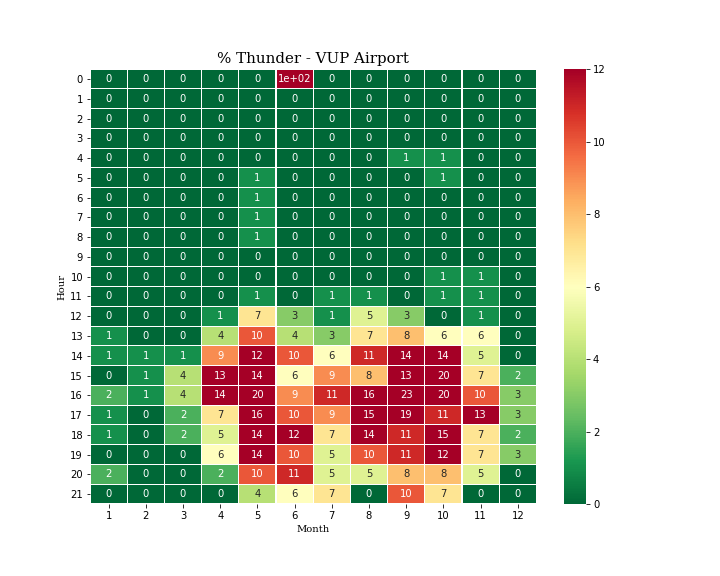 % Thunder - VUP Airport
0 0 0 0 0 0 1e+02 0 0 0 0 0 0
1 0 0 0 0 0 0 0 0 0 0 0 0
2 0 0 0 0 0 0 0 0 0 0 0 0
3 0 0 0 0 0 0 0 0 0 0 0 0
4 0 0 0 0 0 0 0 0 1 1 0 0
5 0 0 0 0 1 0 0 0 0 1 0 0
6 0 0 0 0 1 0 0 0 0 0 0 0
7 0 0 0 0 1 0 0 0 0 0 0 0
8 0 0 0 0 1 0 0 0 0 0 0 0
9 0 0 0 0 0 0 0 0 0 0 0 0
10 0 0 0 0 0 0 0 0 0 1 1 0
11 0 0 0 0 1 0 1 1 0 1 1 0
12 0 0 0 1 7 3 1 5 3 0 1 0
13 1 0 0 4 10 4 3 7 8 6 6 0
14 1 1 1 9 12 10 6 11 14 14 5 0
15 0 1 4 13 14 6 9 8 13 20 7 2
16 2 1 4 14 20 9 11 16 23 20 10 3
17 1 0 2 7 16 10 9 15 19 11 13 3
18 1 0 2 5 14 12 7 14 11 15 7 2
19 0 0 0 6 14 10 5 10 11 12 7 3
20 2 0 0 2 10 11 5 5 8 8 5 0
21 0 0 0 0 4 6 7 0 10 7 0 0
1 2 3 4 5 6 7 8 9 10 11 12
Month
Hour
12
10
8
6
4
2
0